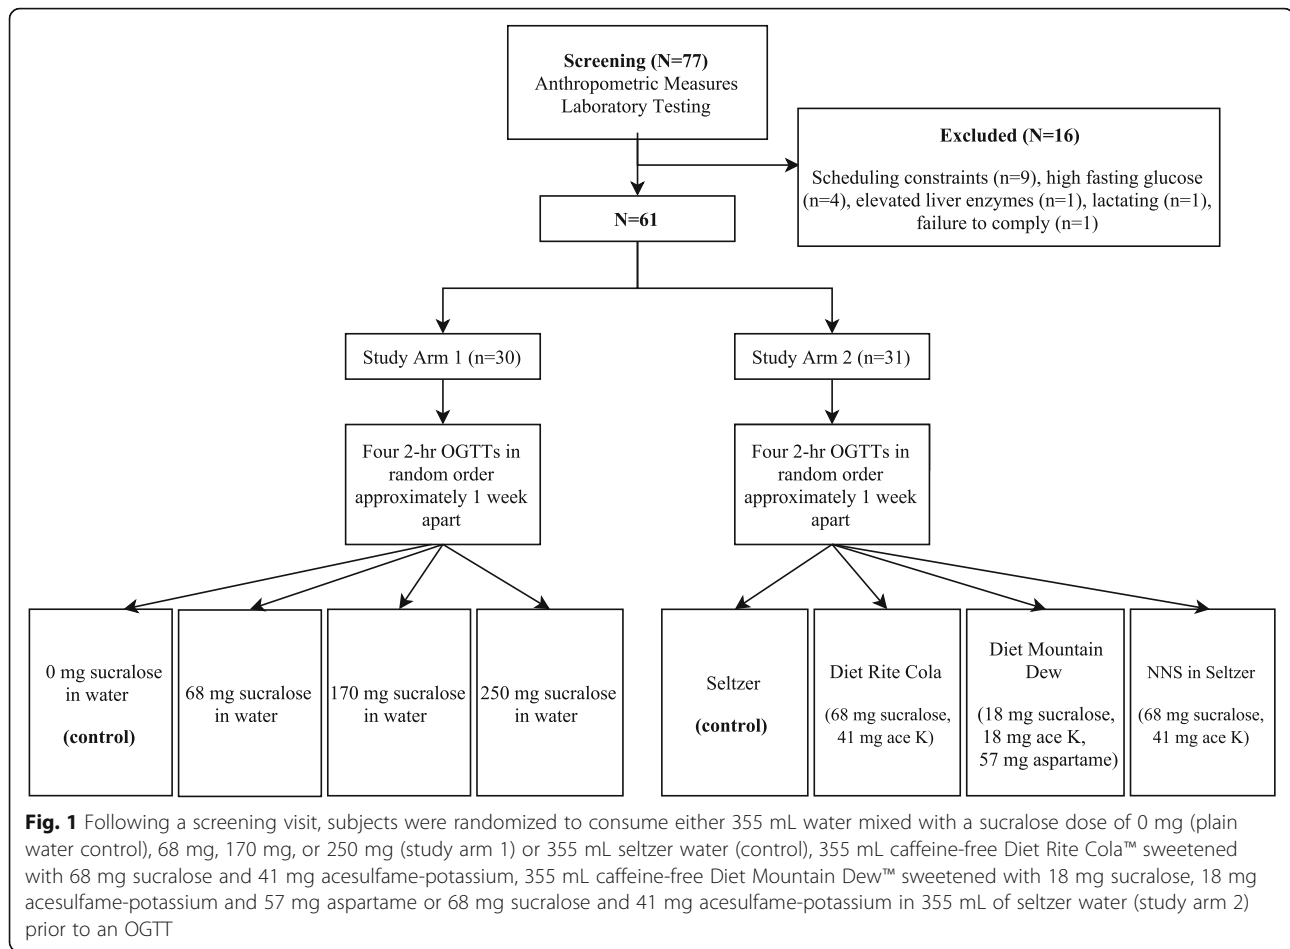 Screening (N=77)
Anthropometric Measures
Laboratory Testing
Excluded (N=16)
Scheduling constraints (n=9), high fasting glucose
(n=4), elevated liver enzymes (n=1), lactating (n=1),
failure to comply (n=1)
N=61
Study Arm 1 (n=30)
Study Arm 2 (n=31)
Four 2-hr OGTTs in
random order
approximately 1 week
apart
Four 2-hr OGTTs in
random order
approximately 1 week
apart
0 mg sucralose
in water
(control)
68 mg sucralose
in water
170 mg sucralose
in water
250 mg sucralose
in water
Seltzer
(control)
Diet Rite Cola
(68 mg sucralose,
41 mg ace K)
Diet Mountain
Dew
(18 mg sucralose,
18 mg ace K,
57 mg aspartame)
NNS in Seltzer
(68 mg sucralose,
41 mg ace K)
Fig. 1 Following a screening visit, subjects were randomized to consume either 355 mL water mixed with a sucralose dose of 0 mg (plain
water control), 68 mg, 170 mg, or 250 mg (study arm 1) or 355 mL seltzer water (control), 355 mL caffeine-free Diet Rite Cola™ sweetened
with 68 mg sucralose and 41 mg acesulfame-potassium, 355 mL caffeine-free Diet Mountain Dew™ sweetened with 18 mg sucralose, 18 mg
acesulfame-potassium and 57 mg aspartame or 68 mg sucralose and 41 mg acesulfame-potassium in 355 mL of seltzer water (study arm 2)
prior to an OGTT